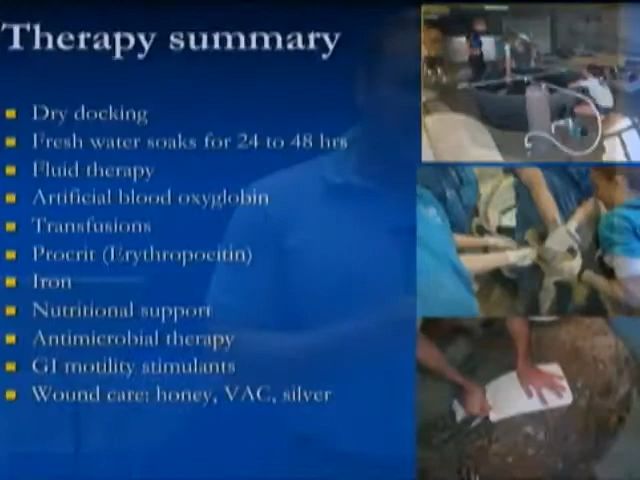 Therapy summary
Dry docking
Fresh water soaks for 24 to 48 hrs
Fluid therapy
Artificial blood oxyglobin
Transfusions
Procrit (Erythropoeitin)
Iron
Nutritional support
Antimicrobial therapy
GI motility stimulants
Wound care: honey, VAC, silver